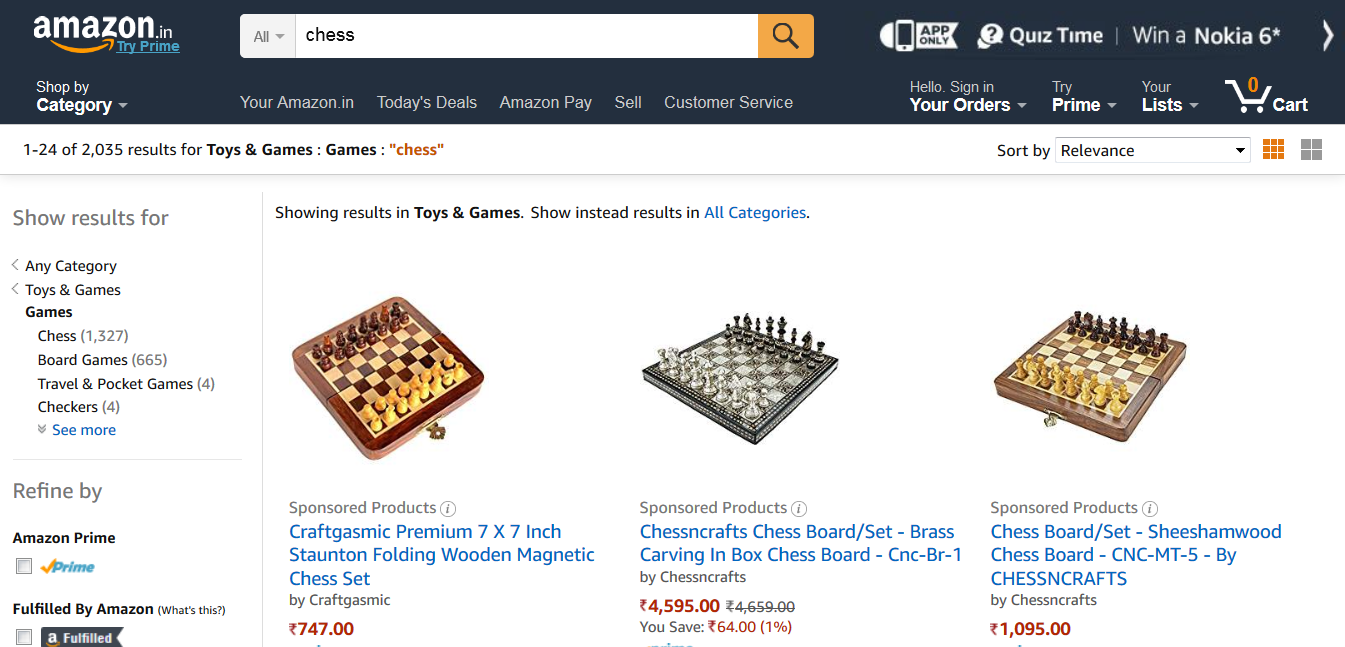 amazon.in
Try Prime
All
chess
APP ONLY
Quiz Time | Win a Nokia 6*
Shop by
Category
Your Amazon.in
Today's Deals
Amazon Pay
Sell
Customer Service
Hello. Sign in
Your Orders
Try
Prime
Your
Lists
0
Cart
1-24 of 2,035 results for Toys & Games : Games : "chess"
Sort by
Relevance
Show results for
Any Category
Toys & Games
Games
Chess (1,327)
Board Games (665)
Travel & Pocket Games (4)
Checkers (4)
See more
Refine by
Amazon Prime
Prime
Fulfilled By Amazon (What's this?)
a Fulfilled
Showing results in Toys & Games. Show instead results in All Categories.
Sponsored Products i
Craftgasmic Premium 7 X 7 Inch
Staunton Folding Wooden Magnetic
Chess Set
by Craftgasmic
₹747.00
Sponsored Products i
Chessncrafts Chess Board/Set - Brass
Carving In Box Chess Board - Cnc-Br-1
by Chessncrafts
₹4,595.00 ₹4,659.00
You Save: ₹64.00 (1%)
Sponsored Products i
Chess Board/Set - Sheeshamwood
Chess Board - CNC-MT-5 - By
CHESSNCRAFTS
by Chessncrafts
₹1,095.00